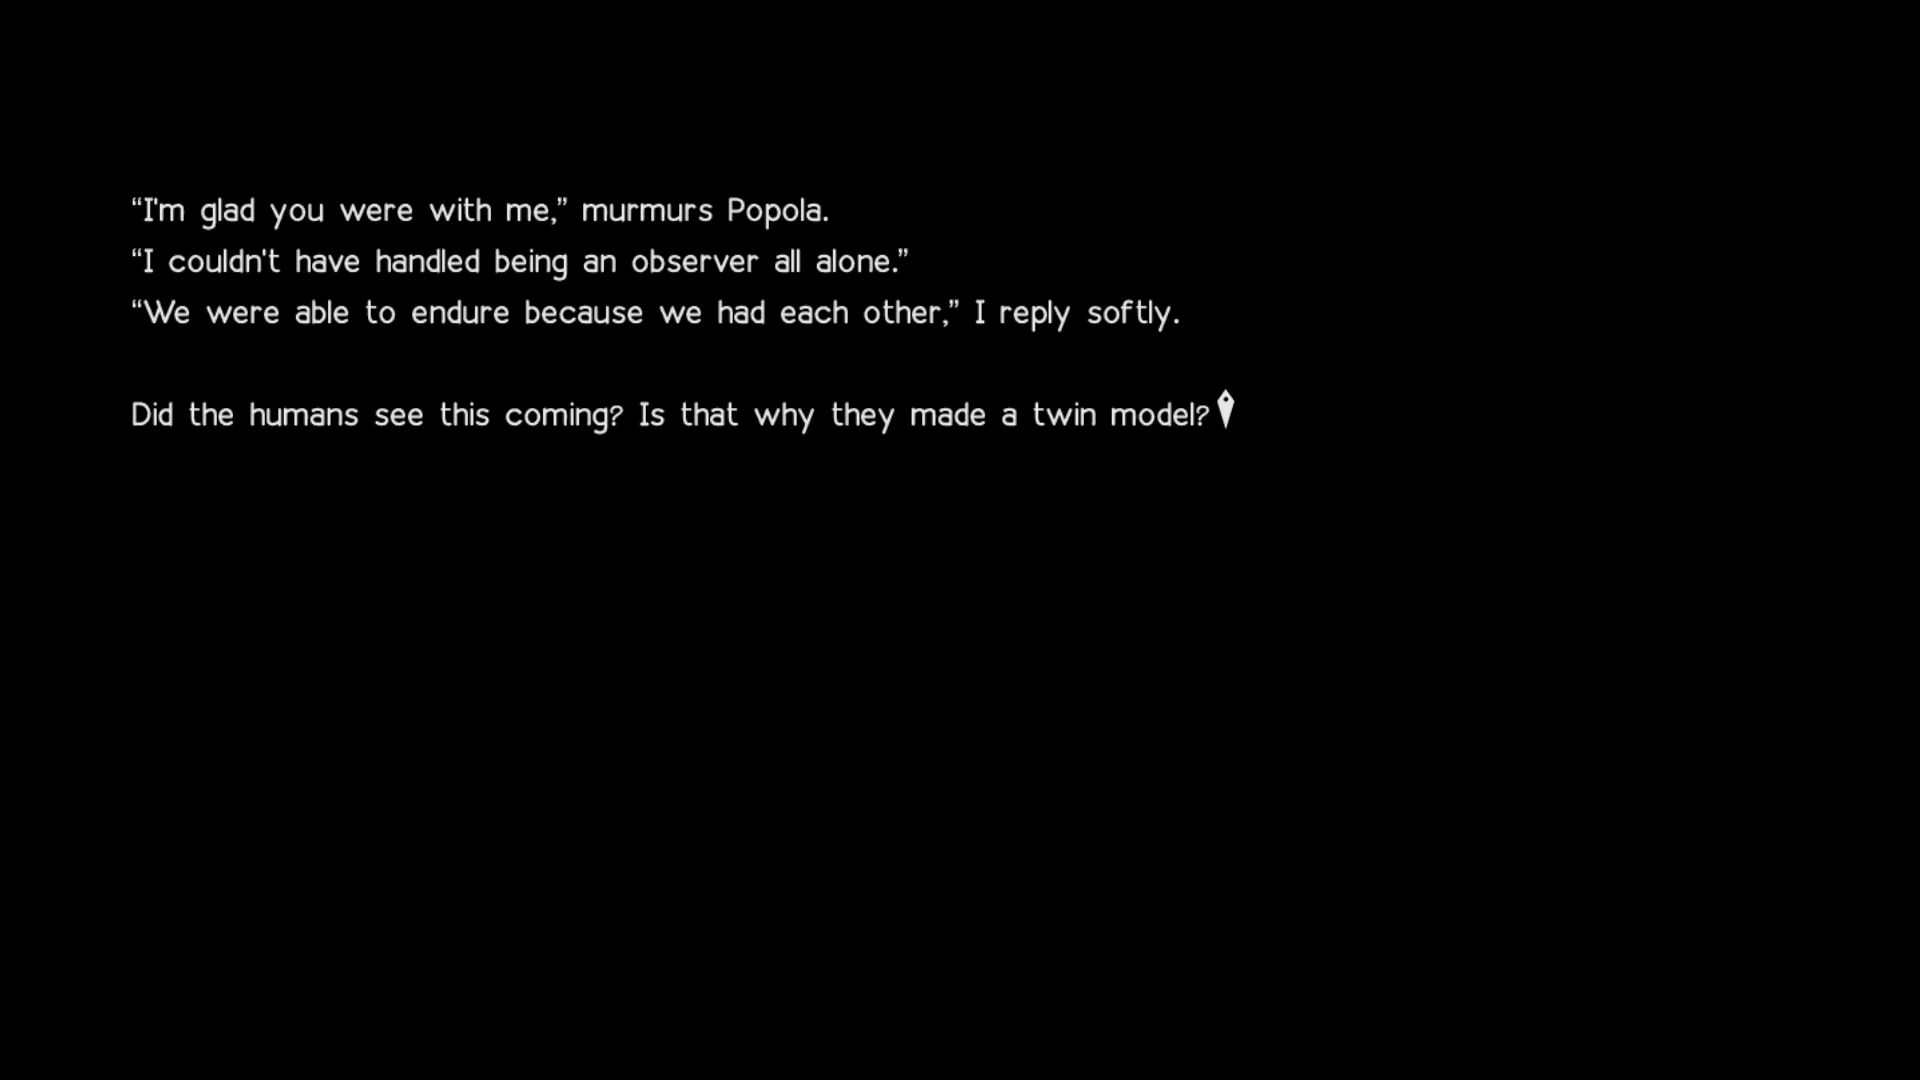 “I'm glad you were with me,” murmurs Popola.
“I couldn't have handled being an observer all alone.”
“We were able to endure because we had each other,” I reply softly.
Did the humans see this coming? Is that why they made a twin model?